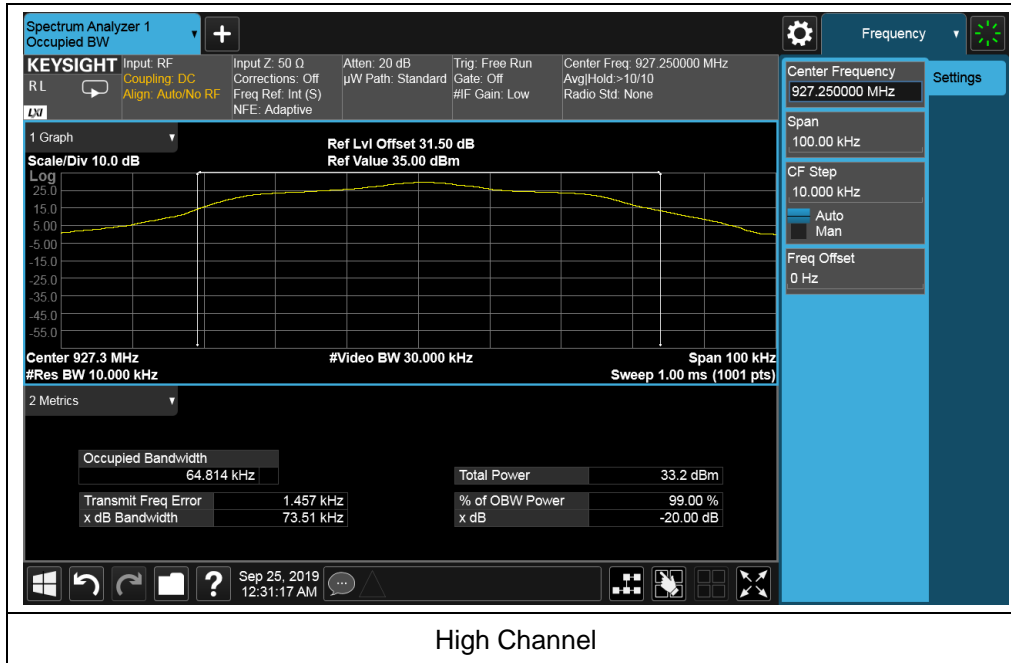 Spectrum Analyzer 1
Occupied BW
+
Frequency
KEYSIGHT
R L
LXI
Input: RF
Coupling: DC
Align: Auto/No RF
Input Z: 50 Ω
Corrections: Off
Freq Ref: Int (S)
NFE: Adaptive
Atten: 20 dB
µW Path: Standard
Trig: Free Run
Gate: Off
#IF Gain: Low
Center Freq: 927.250000 MHz
Avg|Hold:>10/10
Radio Std: None
Center Frequency
927.250000 MHz
Settings
Span
100.00 kHz
CF Step
10.000 kHz
Auto
Man
Freq Offset
0 Hz
1 Graph
Scale/Div 10.0 dB
Ref Lvl Offset 31.50 dB
Ref Value 35.00 dBm
Log
25.0
15.0
5.00
-5.00
-15.0
-25.0
-35.0
-45.0
-55.0
Center 927.3 MHz
#Video BW 30.000 kHz
Span 100 kHz
#Res BW 10.000 kHz
Sweep 1.00 ms (1001 pts)
2 Metrics
Occupied Bandwidth
64.814 kHz
Total Power 33.2 dBm
Transmit Freq Error 1.457 kHz
% of OBW Power 99.00 %
x dB Bandwidth 73.51 kHz
x dB -20.00 dB
?
Sep 25, 2019
12:31:17 AM
High Channel